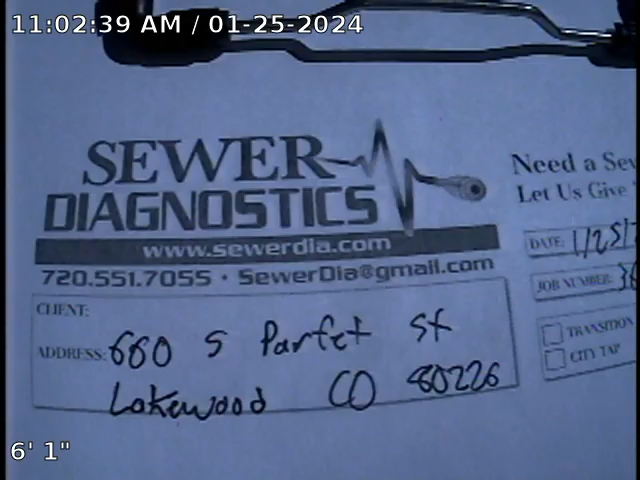 11:02:39 AM / 01-25-2024
SEWER
DIAGNOSTICS
www.sewerdia.com
720.551.7055 • SewerDia@gmail.com
CLIENT:
ADDRESS: 660 S Parfet St
Lakewood CO 80226
Need a
Let Us Give
DATE: 1/25/
JOB NUMBER:
TRANSITION
CITY TAP
6' 1"